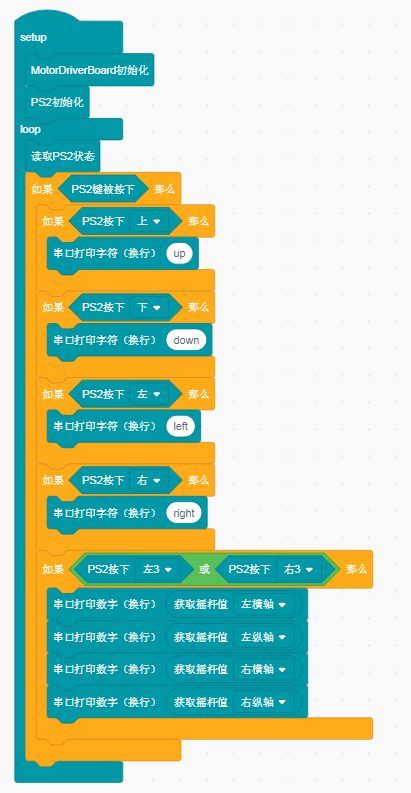 setup
MotorDriverBoard初始化
PS2初始化
loop
读取PS2状态
如果 PS2键被按下 那么
如果 PS2按下 上 那么
串口打印字符（换行） up
如果 PS2按下 下 那么
串口打印字符（换行） down
如果 PS2按下 左 那么
串口打印字符（换行） left
如果 PS2按下 右 那么
串口打印字符（换行） right
如果 PS2按下 左3 或 PS2按下 右3 那么
串口打印数字（换行） 获取摇杆值 左横轴
串口打印数字（换行） 获取摇杆值 左纵轴
串口打印数字（换行） 获取摇杆值 右横轴
串口打印数字（换行） 获取摇杆值 右纵轴